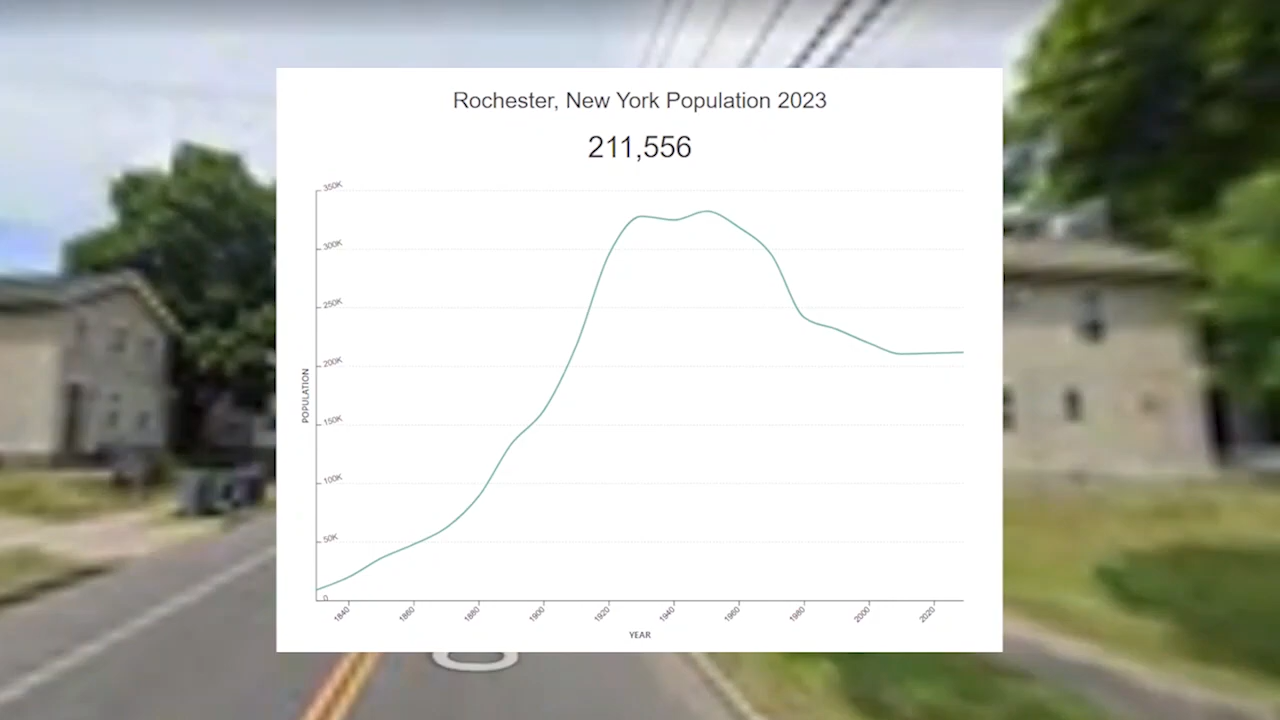 Rochester, New York Population 2023
211,556
350K
300K
250K
200K
150K
100K
50K
0
POPULATION
1840
1860
1880
1900
1920
1940
1960
1980
2000
2020
YEAR